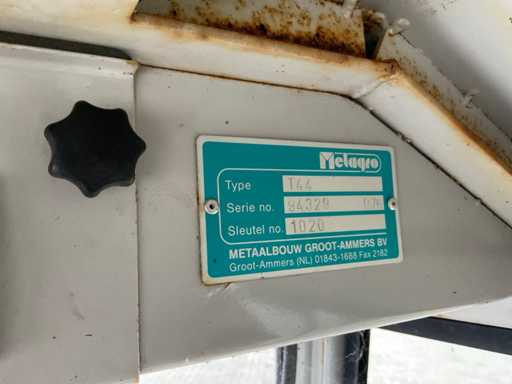 Metagro
Type T44
Serie no. 84329
Sleutel no. 1020
METAALBOUW GROOT-AMMERS BV
Groot-Ammers (NL) 01843-1688 Fax 2182